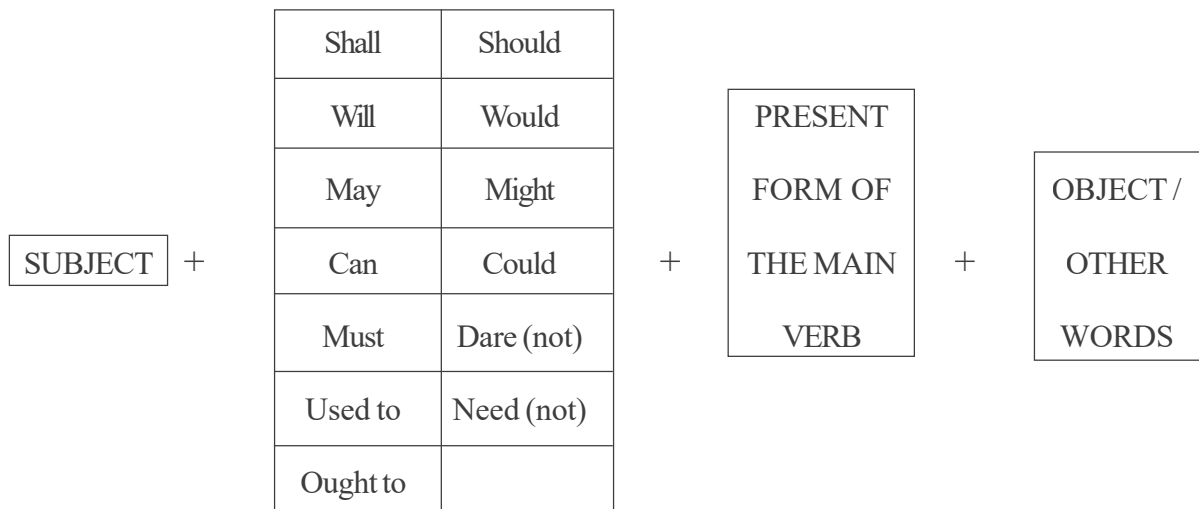 SUBJECT
+
Shall Should
Will Would
May Might
Can Could
Must Dare (not)
Used to Need (not)
Ought to
+
PRESENT
FORM OF
THE MAIN
VERB
+
OBJECT /
OTHER
WORDS